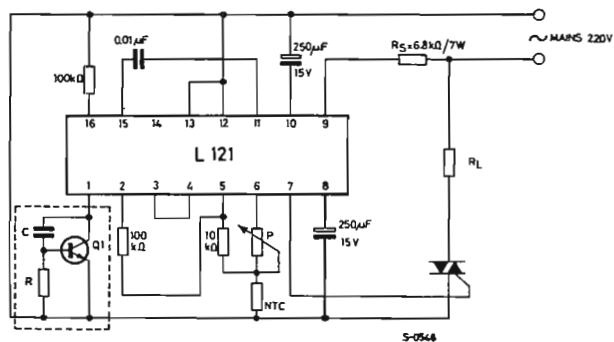 0.01µF
250µF
15V
RS=6.8kΩ/7W
∼ MAINS 220V
100kΩ
16 15 14 13 12 11 10 9
L 121
RL
1 2 3 4 5 6 7 8
C
Q1
R
100
kΩ
10
kΩ
P
250µF
15V
NTC
S-0546